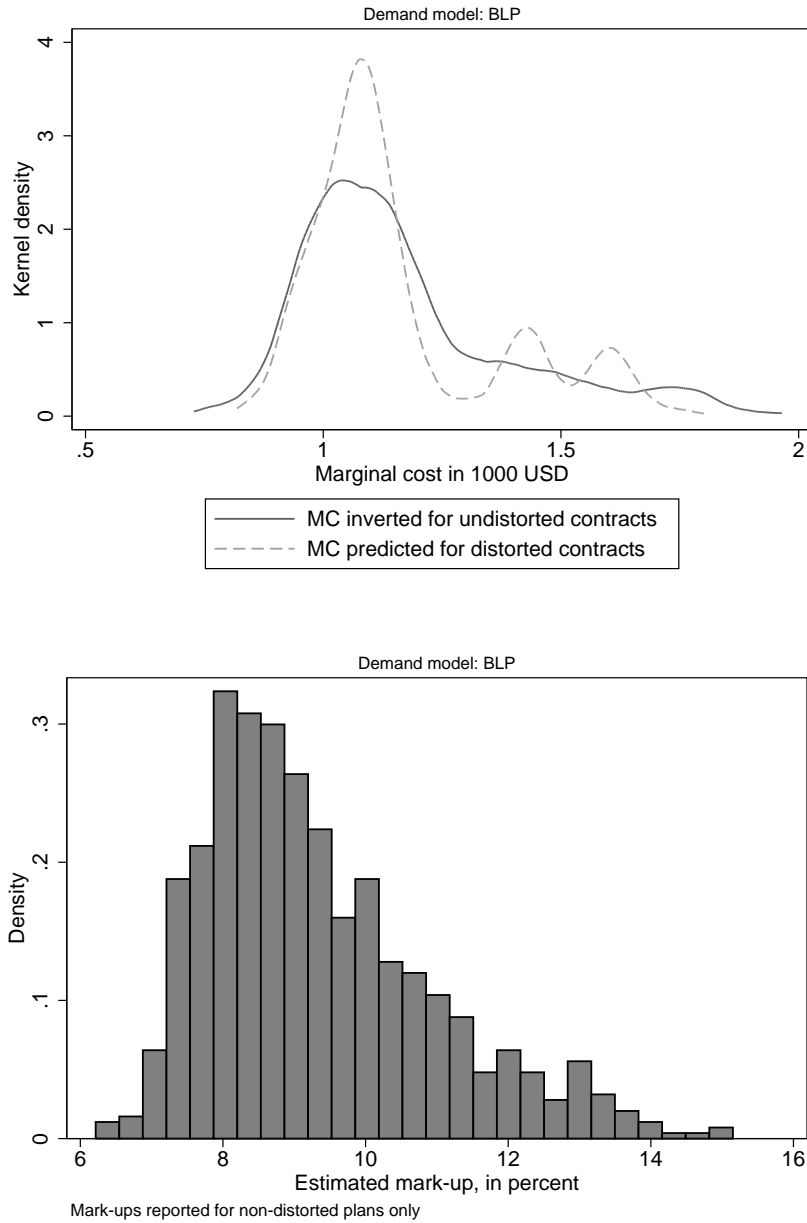 Demand model: BLP
4
3
2
1
0
Kernel density
.5
1
1.5
2
Marginal cost in 1000 USD
MC inverted for undistorted contracts
MC predicted for distorted contracts
Demand model: BLP
.3
.2
.1
0
Density
6
8
10
12
14
16
Estimated mark-up, in percent
Mark-ups reported for non-distorted plans only